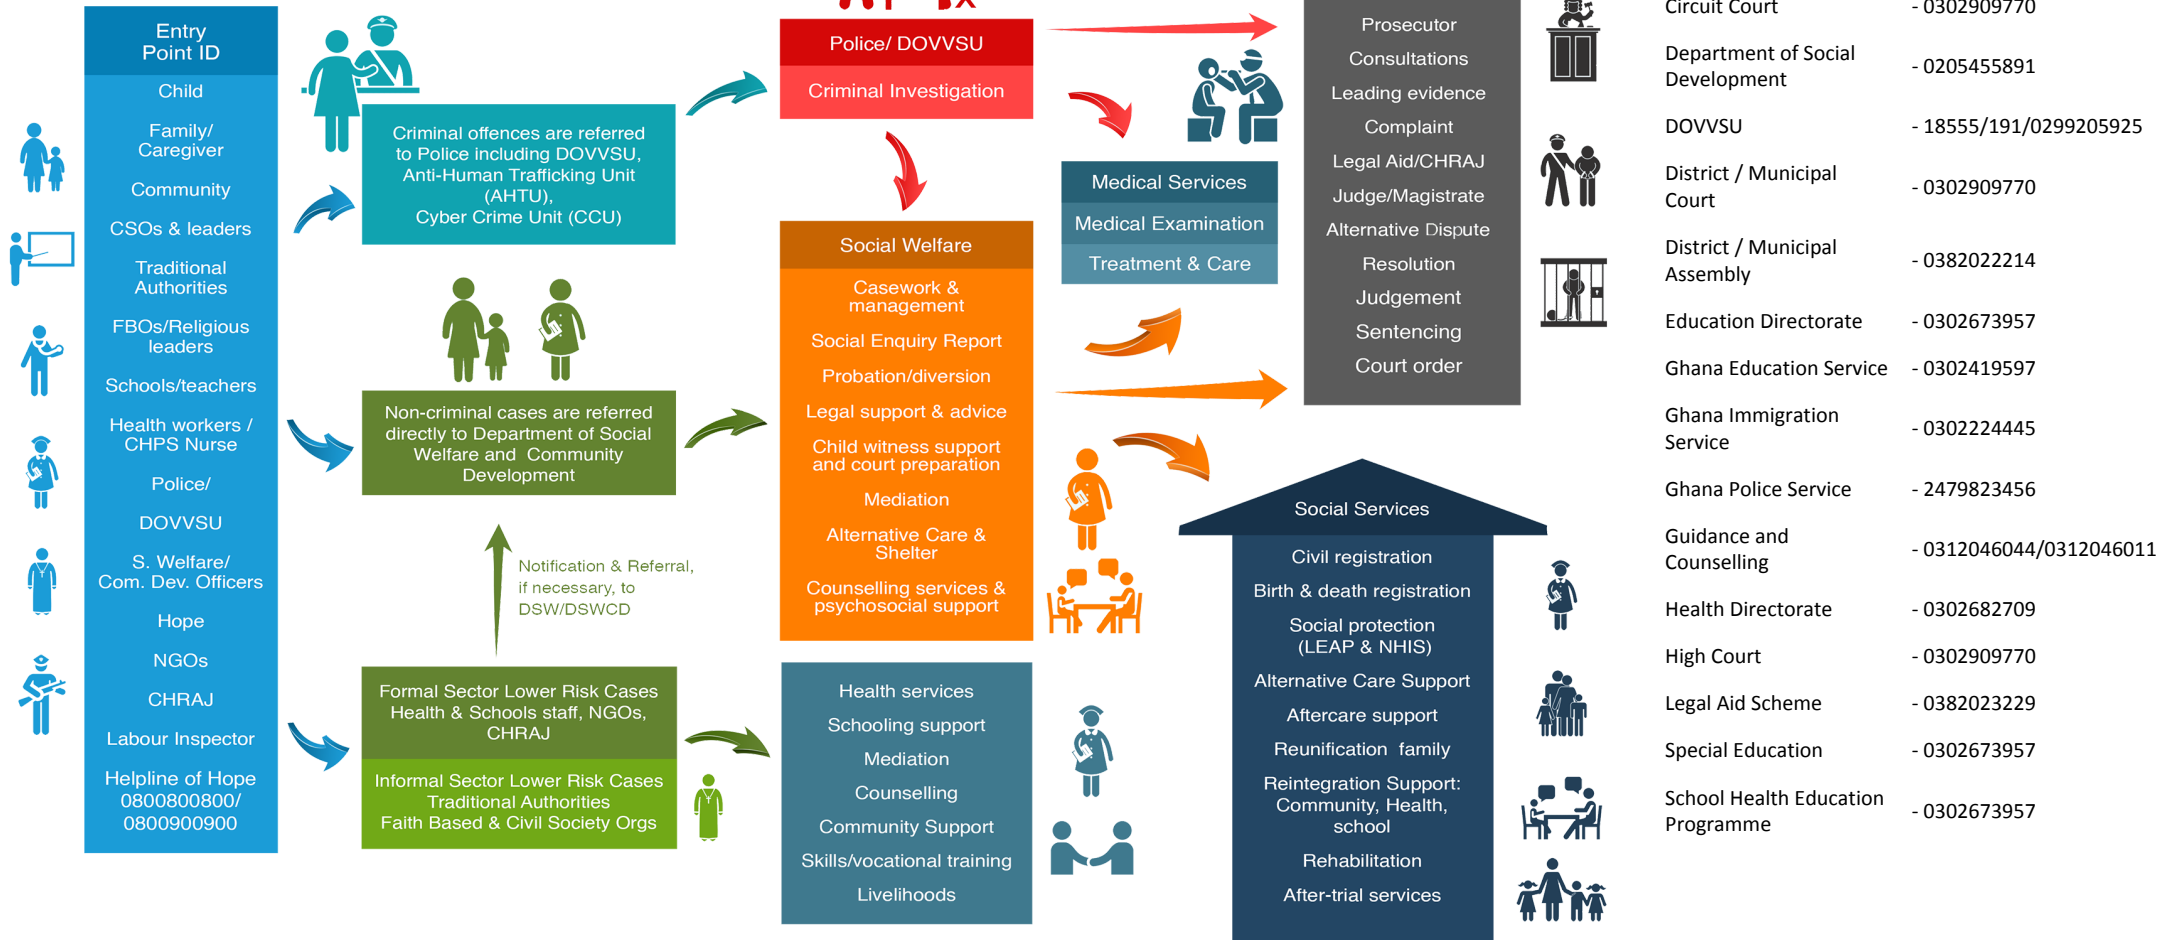 Entry
Point ID
Child
Family/
Caregiver
Community
CSOs & leaders
Traditional
Authorities
FBOs/Religious
leaders
Schools/teachers
Health workers /
CHPS Nurse
Police/
DOVVSU
S. Welfare/
Com. Dev. Officers
Hope
NGOs
CHRAJ
Labour Inspector
Helpline of Hope
0800800800/
0800900900
Criminal offences are referred
to Police including DOVVSU,
Anti-Human Trafficking Unit
(AHTU),
Cyber Crime Unit (CCU)
Non-criminal cases are referred
directly to Department of Social
Welfare and Community
Development
Notification & Referral,
if necessary, to
DSW/DSWCD
Formal Sector Lower Risk Cases
Health & Schools staff, NGOs,
CHRAJ
Informal Sector Lower Risk Cases
Traditional Authorities
Faith Based & Civil Society Orgs
Police/ DOVVSU
Criminal Investigation
Social Welfare
Casework &
management
Social Enquiry Report
Probation/diversion
Legal support & advice
Child witness support
and court preparation
Mediation
Alternative Care &
Shelter
Counselling services &
psychosocial support
Health services
Schooling support
Mediation
Counselling
Community Support
Skills/vocational training
Livelihoods
Medical Services
Medical Examination
Treatment & Care
Prosecutor
Consultations
Leading evidence
Complaint
Legal Aid/CHRAJ
Judge/Magistrate
Alternative Dispute
Resolution
Judgement
Sentencing
Court order
Social Services
Civil registration
Birth & death registration
Social protection
(LEAP & NHIS)
Alternative Care Support
Aftercare support
Reunification family
Reintegration Support:
Community, Health,
school
Rehabilitation
After-trial services
Circuit Court - 0302909770
Department of Social
Development - 0205455891
DOVVSU - 18555/191/0299205925
District / Municipal
Court - 0302909770
District / Municipal
Assembly - 0382022214
Education Directorate - 0302673957
Ghana Education Service - 0302419597
Ghana Immigration
Service - 0302224445
Ghana Police Service - 2479823456
Guidance and
Counselling - 0312046044/0312046011
Health Directorate - 0302682709
High Court - 0302909770
Legal Aid Scheme - 0382023229
Special Education - 0302673957
School Health Education
Programme - 0302673957